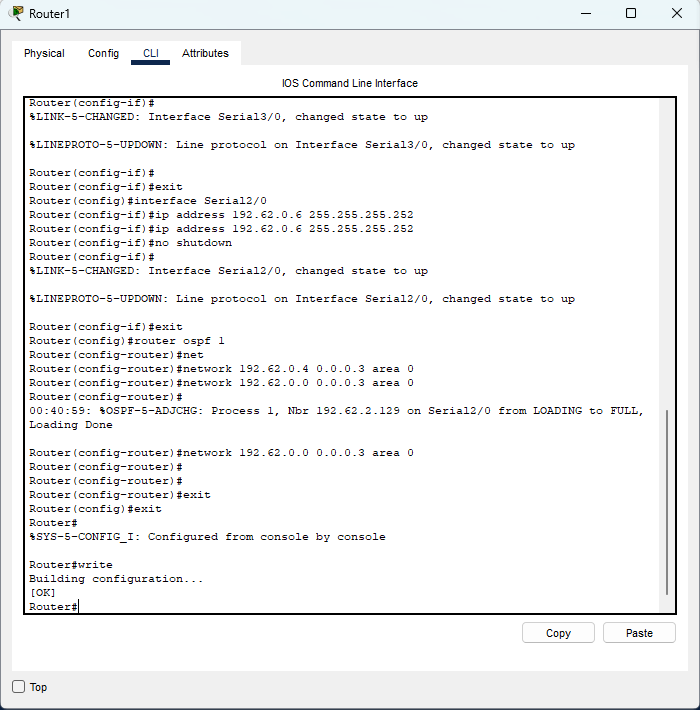 Router1
Physical Config CLI Attributes
IOS Command Line Interface
Router(config-if)#
%LINK-5-CHANGED: Interface Serial3/0, changed state to up
%LINEPROTO-5-UPDOWN: Line protocol on Interface Serial3/0, changed state to up
Router(config-if)#
Router(config-if)#exit
Router(config)#interface Serial2/0
Router(config-if)#ip address 192.62.0.6 255.255.255.252
Router(config-if)#ip address 192.62.0.6 255.255.255.252
Router(config-if)#no shutdown
Router(config-if)#
%LINK-5-CHANGED: Interface Serial2/0, changed state to up
%LINEPROTO-5-UPDOWN: Line protocol on Interface Serial2/0, changed state to up
Router(config-if)#exit
Router(config)#router ospf 1
Router(config-router)#net
Router(config-router)#network 192.62.0.4 0.0.0.3 area 0
Router(config-router)#network 192.62.0.0 0.0.0.3 area 0
Router(config-router)#
00:40:59: %OSPF-5-ADJCHG: Process 1, Nbr 192.62.2.129 on Serial2/0 from LOADING to FULL,
Loading Done
Router(config-router)#network 192.62.0.0 0.0.0.3 area 0
Router(config-router)#
Router(config-router)#
Router(config-router)#exit
Router(config)#exit
Router#
%SYS-5-CONFIG_I: Configured from console by console
Router#write
Building configuration...
[OK]
Router#
Copy Paste
Top